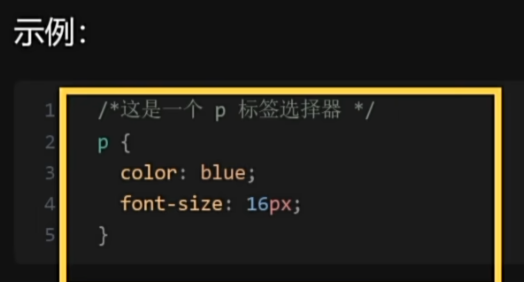 示例：
1 /*这是一个 p 标签选择器 */
2 p {
3 color: blue;
4 font-size: 16px;
5 }